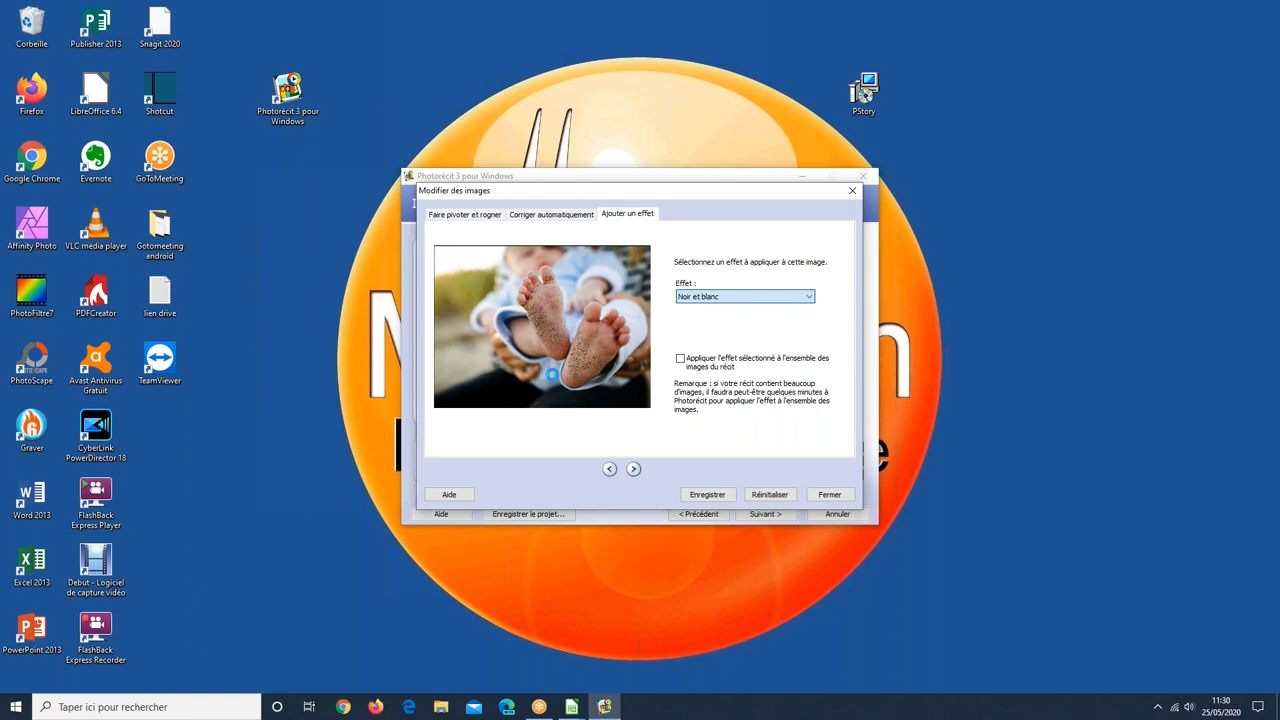 Corbeille
Publisher 2013
Snagit 2020
Firefox
LibreOffice 6.4
Shotcut
Photorécit 3 pour
Windows
PStory
Google Chrome
Evernote
GoToMeeting
Affinity Photo
VLC media player
Gotomeeting
android
PhotoFiltre7
PDFCreator
lien drive
PhotoScape
Avast Antivirus
Gratuit
TeamViewer
Graver
CyberLink
PowerDirector 18
Word 2013
FlashBack
Express Player
Excel 2013
Debut - Logiciel
de capture vidéo
PowerPoint 2013
FlashBack
Express Recorder
Photorécit 3 pour Windows
Modifier des images
Faire pivoter et rogner
Corriger automatiquement
Ajouter un effet
Sélectionnez un effet à appliquer à cette image.
Effet :
Noir et blanc
Appliquer l'effet sélectionné à l'ensemble des
images du récit
Remarque : si votre récit contient beaucoup
d'images, il faudra peut-être quelques minutes à
Photorécit pour appliquer l'effet à l'ensemble des
images.
Aide
Enregistrer
Réinitialiser
Fermer
Aide
Enregistrer le projet...
< Précédent
Suivant >
Annuler
Taper ici pour rechercher
11:30
25/05/2020